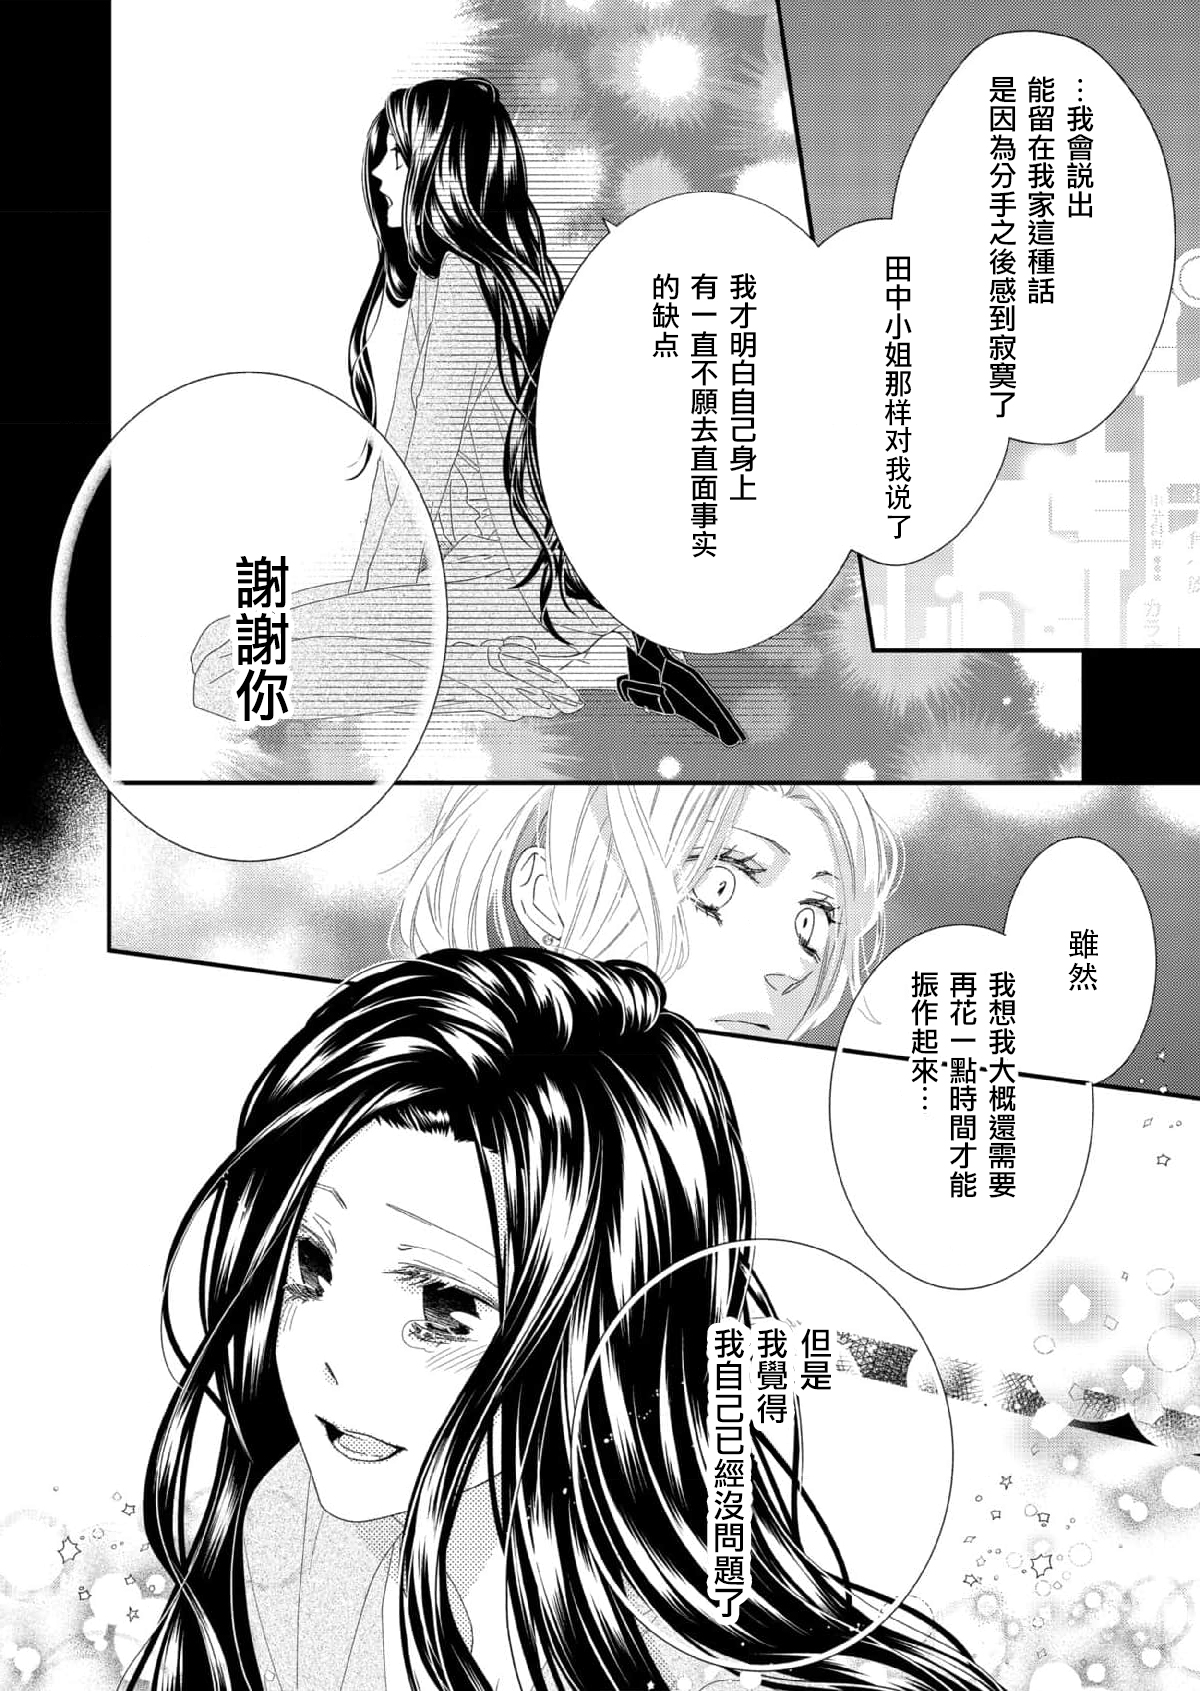 …我會説出
能留在我家這種話
是因為分手之後感到寂寞了
田中小姐那样对我说了
我才明白自己身上
有一直不願去直面事实
的缺点
謝謝你
雖然
我想我大概還需要
再花一點時間才能
振作起來…
但是
我覺得
我自己已經沒問題了